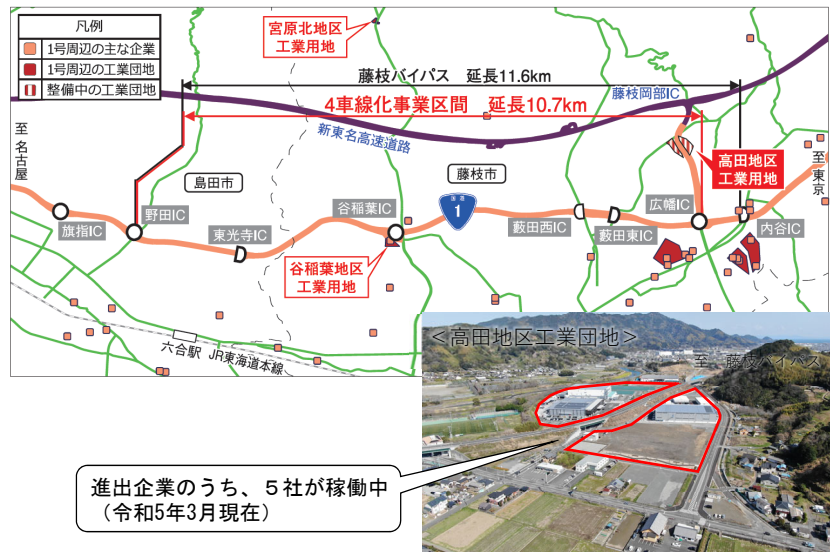 凡例
1号周辺の主な企業
1号周辺の工業団地
整備中の工業団地
宮原北地区
工業用地
藤枝バイパス　延長11.6km
4車線化事業区間　延長10.7km
藤枝岡部IC
新東名高速道路
至 名古屋
至 東京
高田地区
工業用地
島田市
藤枝市
国道
1
旗指IC
野田IC
東光寺IC
谷稲葉IC
藪田西IC
藪田東IC
広幡IC
内谷IC
谷稲葉地区
工業用地
六合駅 JR東海道本線
＜高田地区工業団地＞
至　藤枝バイパス
進出企業のうち、５社が稼働中
（令和5年3月現在）